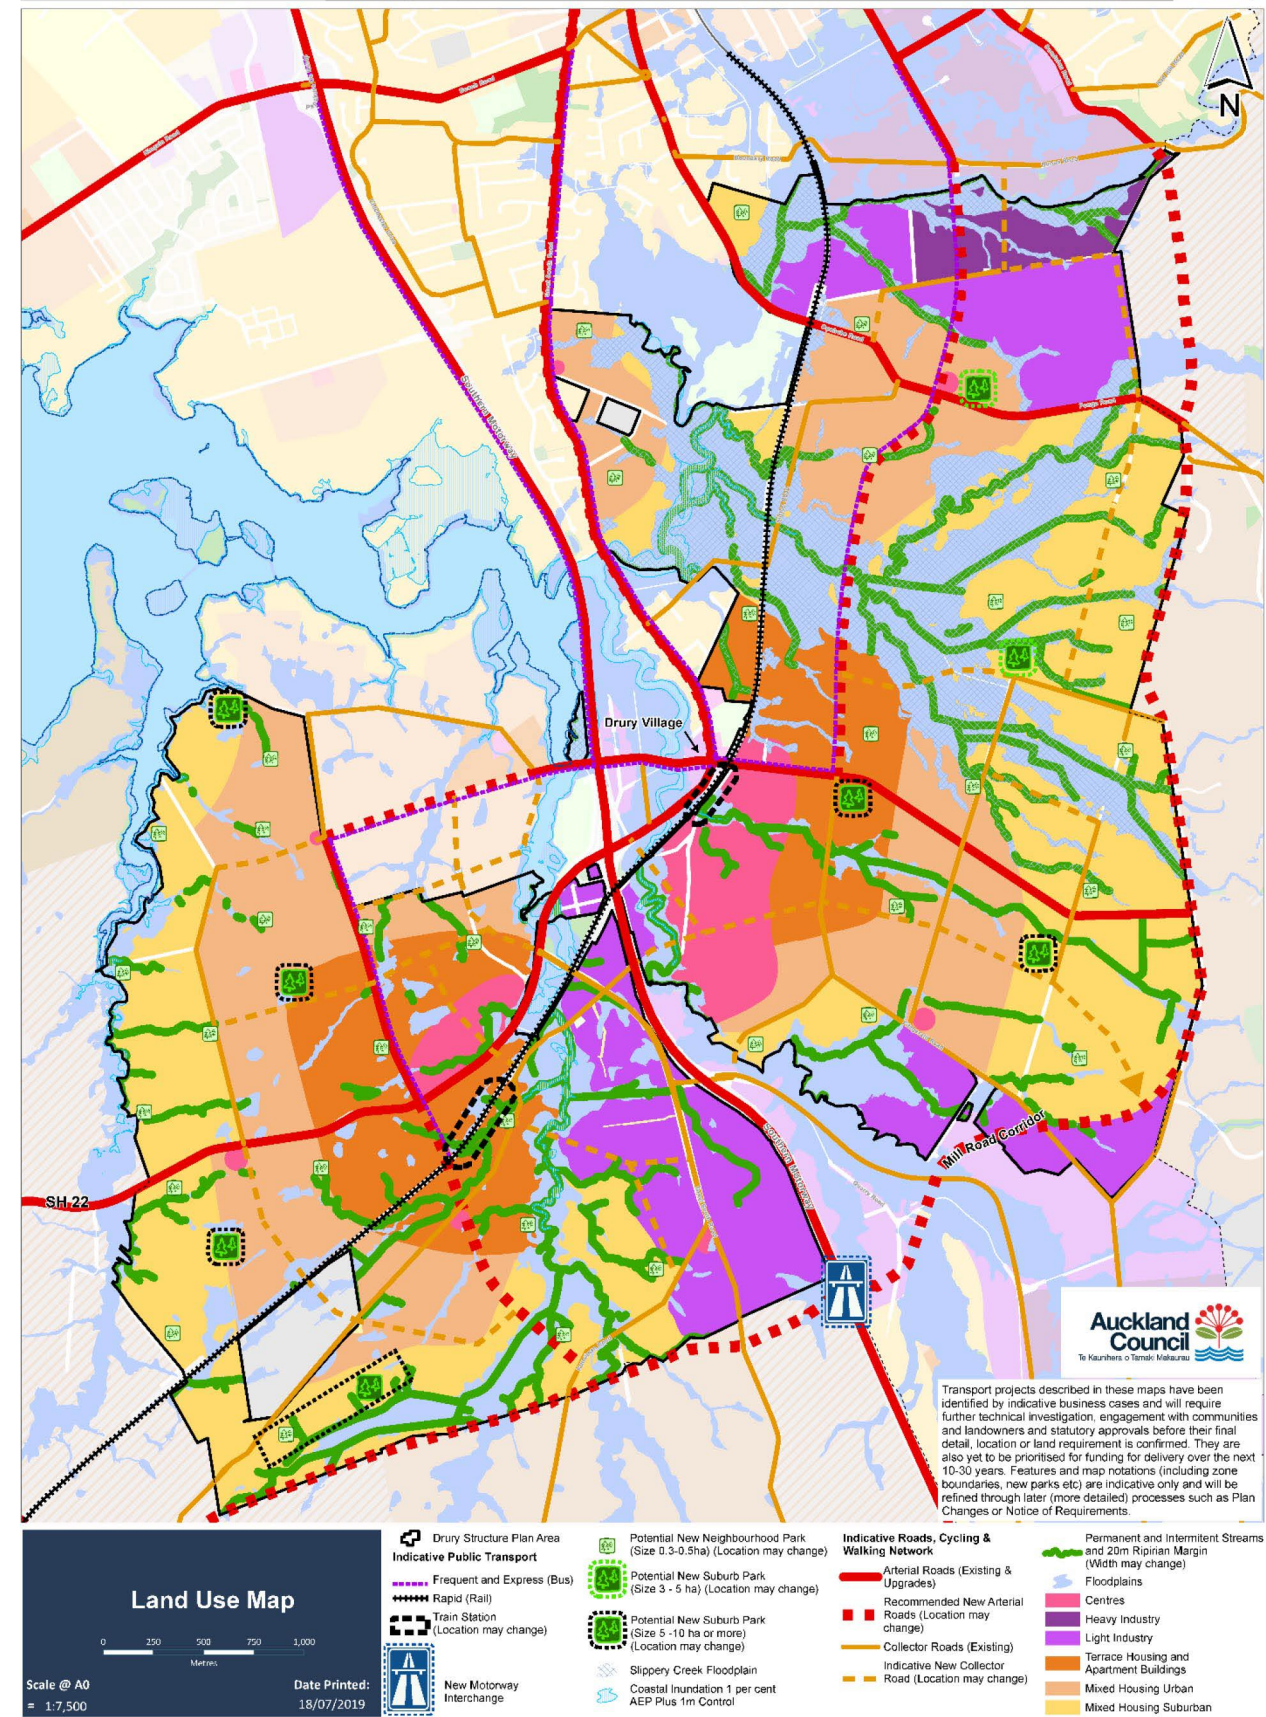 N
Drury Village
SH 22
Mill Road Corridor
Southern Motorway
Southern Motorway
Auckland
Council
Te Kaunihera o Tāmaki Makaurau
Transport projects described in these maps have been
identified by indicative business cases and will require
further technical investigation, engagement with communities
and landowners and statutory approvals before their final
detail, location or land requirement is confirmed. They are
also yet to be prioritised for funding for delivery over the next
10-30 years. Features and map notations (including zone
boundaries, new parks etc) are indicative only and will be
refined through later (more detailed) processes such as Plan
Changes or Notice of Requirements.
Land Use Map
0 250 500 750 1,000
Metres
Scale @ A0
= 1:7,500
Date Printed:
18/07/2019
Drury Structure Plan Area
Indicative Public Transport
Frequent and Express (Bus)
Rapid (Rail)
Train Station
(Location may change)
New Motorway
Interchange
Potential New Neighbourhood Park
(Size 0.3-0.5ha) (Location may change)
Potential New Suburb Park
(Size 3 - 5 ha) (Location may change)
Potential New Suburb Park
(Size 5 -10 ha or more)
(Location may change)
Slippery Creek Floodplain
Coastal Inundation 1 per cent
AEP Plus 1m Control
Indicative Roads, Cycling &
Walking Network
Arterial Roads (Existing &
Upgrades)
Recommended New Arterial
Roads (Location may
change)
Collector Roads (Existing)
Indicative New Collector
Road (Location may change)
Permanent and Intermitent Streams
and 20m Ripirian Margin
(Width may change)
Floodplains
Centres
Heavy Industry
Light Industry
Terrace Housing and
Apartment Buildings
Mixed Housing Urban
Mixed Housing Suburban